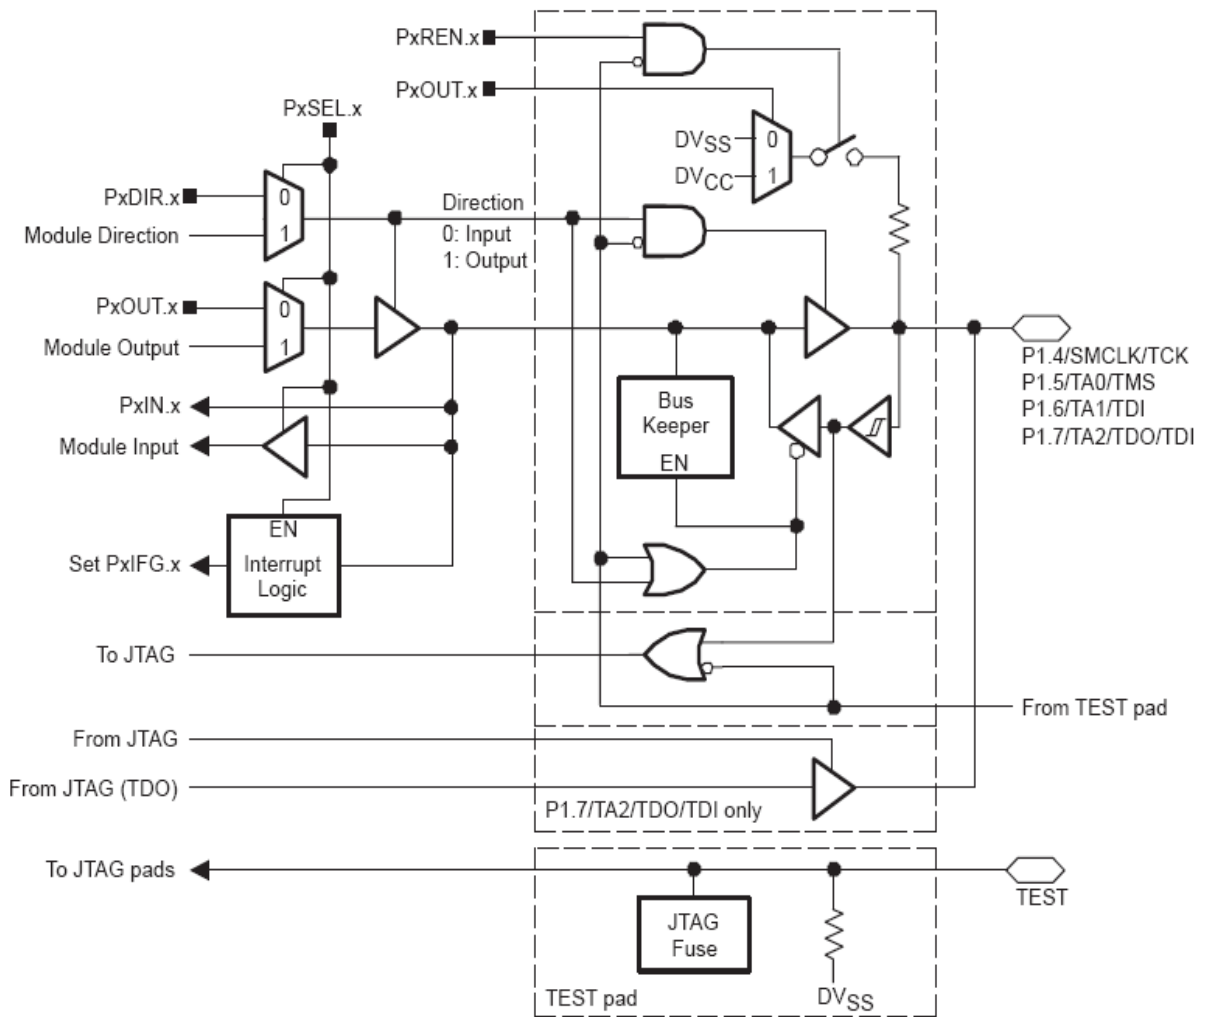 PxREN.x
PxOUT.x
PxSEL.x
DVSS
0
DVCC
1
PxDIR.x
0
Module Direction
1
Direction
0: Input
1: Output
PxOUT.x
0
Module Output
1
P1.4/SMCLK/TCK
P1.5/TA0/TMS
P1.6/TA1/TDI
P1.7/TA2/TDO/TDI
PxIN.x
Module Input
Bus
Keeper
EN
EN
Set PxIFG.x
Interrupt
Logic
To JTAG
From TEST pad
From JTAG
From JTAG (TDO)
P1.7/TA2/TDO/TDI only
To JTAG pads
TEST
JTAG
Fuse
TEST pad
DVSS